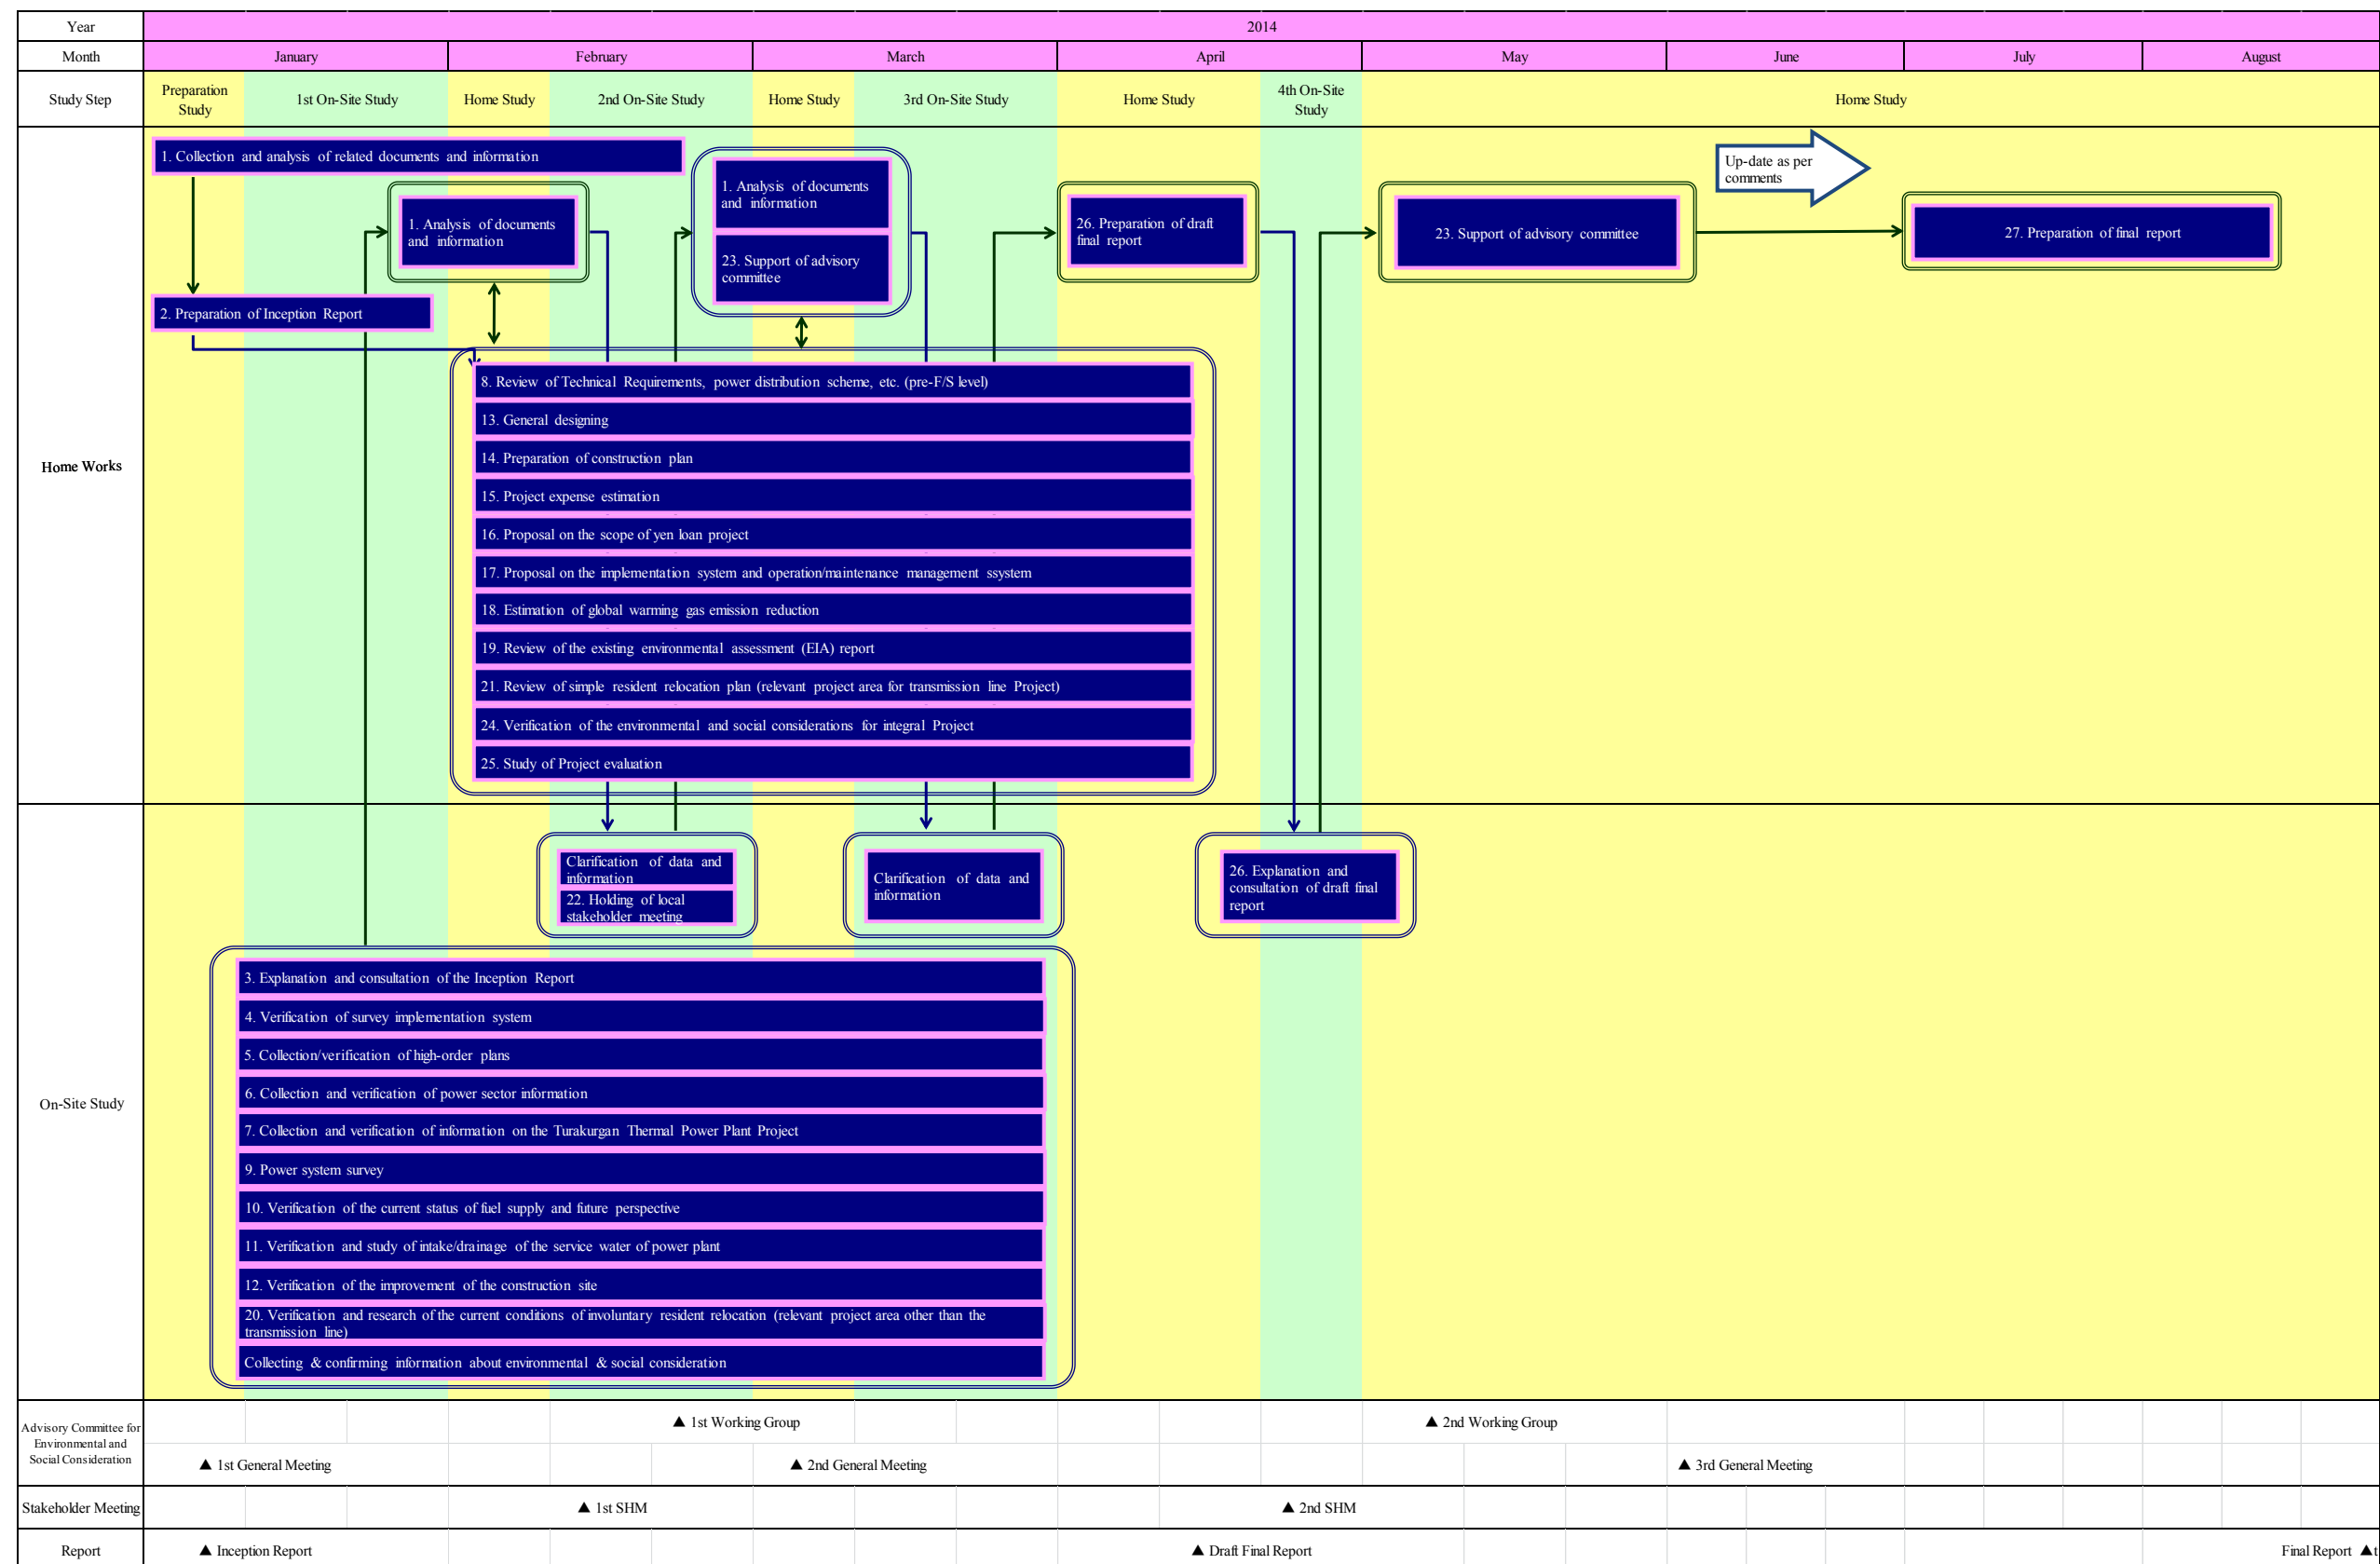 Year
2014
Month
January
February
March
April
May
June
July
August
Study Step
Preparation
Study
1st On-Site Study
Home Study
2nd On-Site Study
Home Study
3rd On-Site Study
Home Study
4th On-Site
Study
Home Study
Home Works
1. Collection and analysis of related documents and information
1. Analysis of documents
and information
2. Preparation of Inception Report
1. Analysis of documents
and information
23. Support of advisory
committee
26. Preparation of draft
final report
23. Support of advisory committee
Up-date as per
comments
27. Preparation of final report
8. Review of Technical Requirements, power distribution scheme, etc. (pre-F/S level)
13. General designing
14. Preparation of construction plan
15. Project expense estimation
16. Proposal on the scope of yen loan project
17. Proposal on the implementation system and operation/maintenance management ssystem
18. Estimation of global warming gas emission reduction
19. Review of the existing environmental assessment (EIA) report
21. Review of simple resident relocation plan (relevant project area for transmission line Project)
24. Verification of the environmental and social considerations for integral Project
25. Study of Project evaluation
On-Site Study
Clarification of data and
information
22. Holding of local
stakeholder meeting
Clarification of data and
information
26. Explanation and
consultation of draft final
report
3. Explanation and consultation of the Inception Report
4. Verification of survey implementation system
5. Collection/verification of high-order plans
6. Collection and verification of power sector information
7. Collection and verification of information on the Turakurgan Thermal Power Plant Project
9. Power system survey
10. Verification of the current status of fuel supply and future perspective
11. Verification and study of intake/drainage of the service water of power plant
12. Verification of the improvement of the construction site
20. Verification and research of the current conditions of involuntary resident relocation (relevant project area other than the
transmission line)
Collecting & confirming information about environmental & social consideration
Advisory Committee for
Environmental and
Social Consideration
▲ 1st Working Group
▲ 2nd Working Group
▲ 1st General Meeting
▲ 2nd General Meeting
▲ 3rd General Meeting
Stakeholder Meeting
▲ 1st SHM
▲ 2nd SHM
Report
▲ Inception Report
▲ Draft Final Report
Final Report ▲